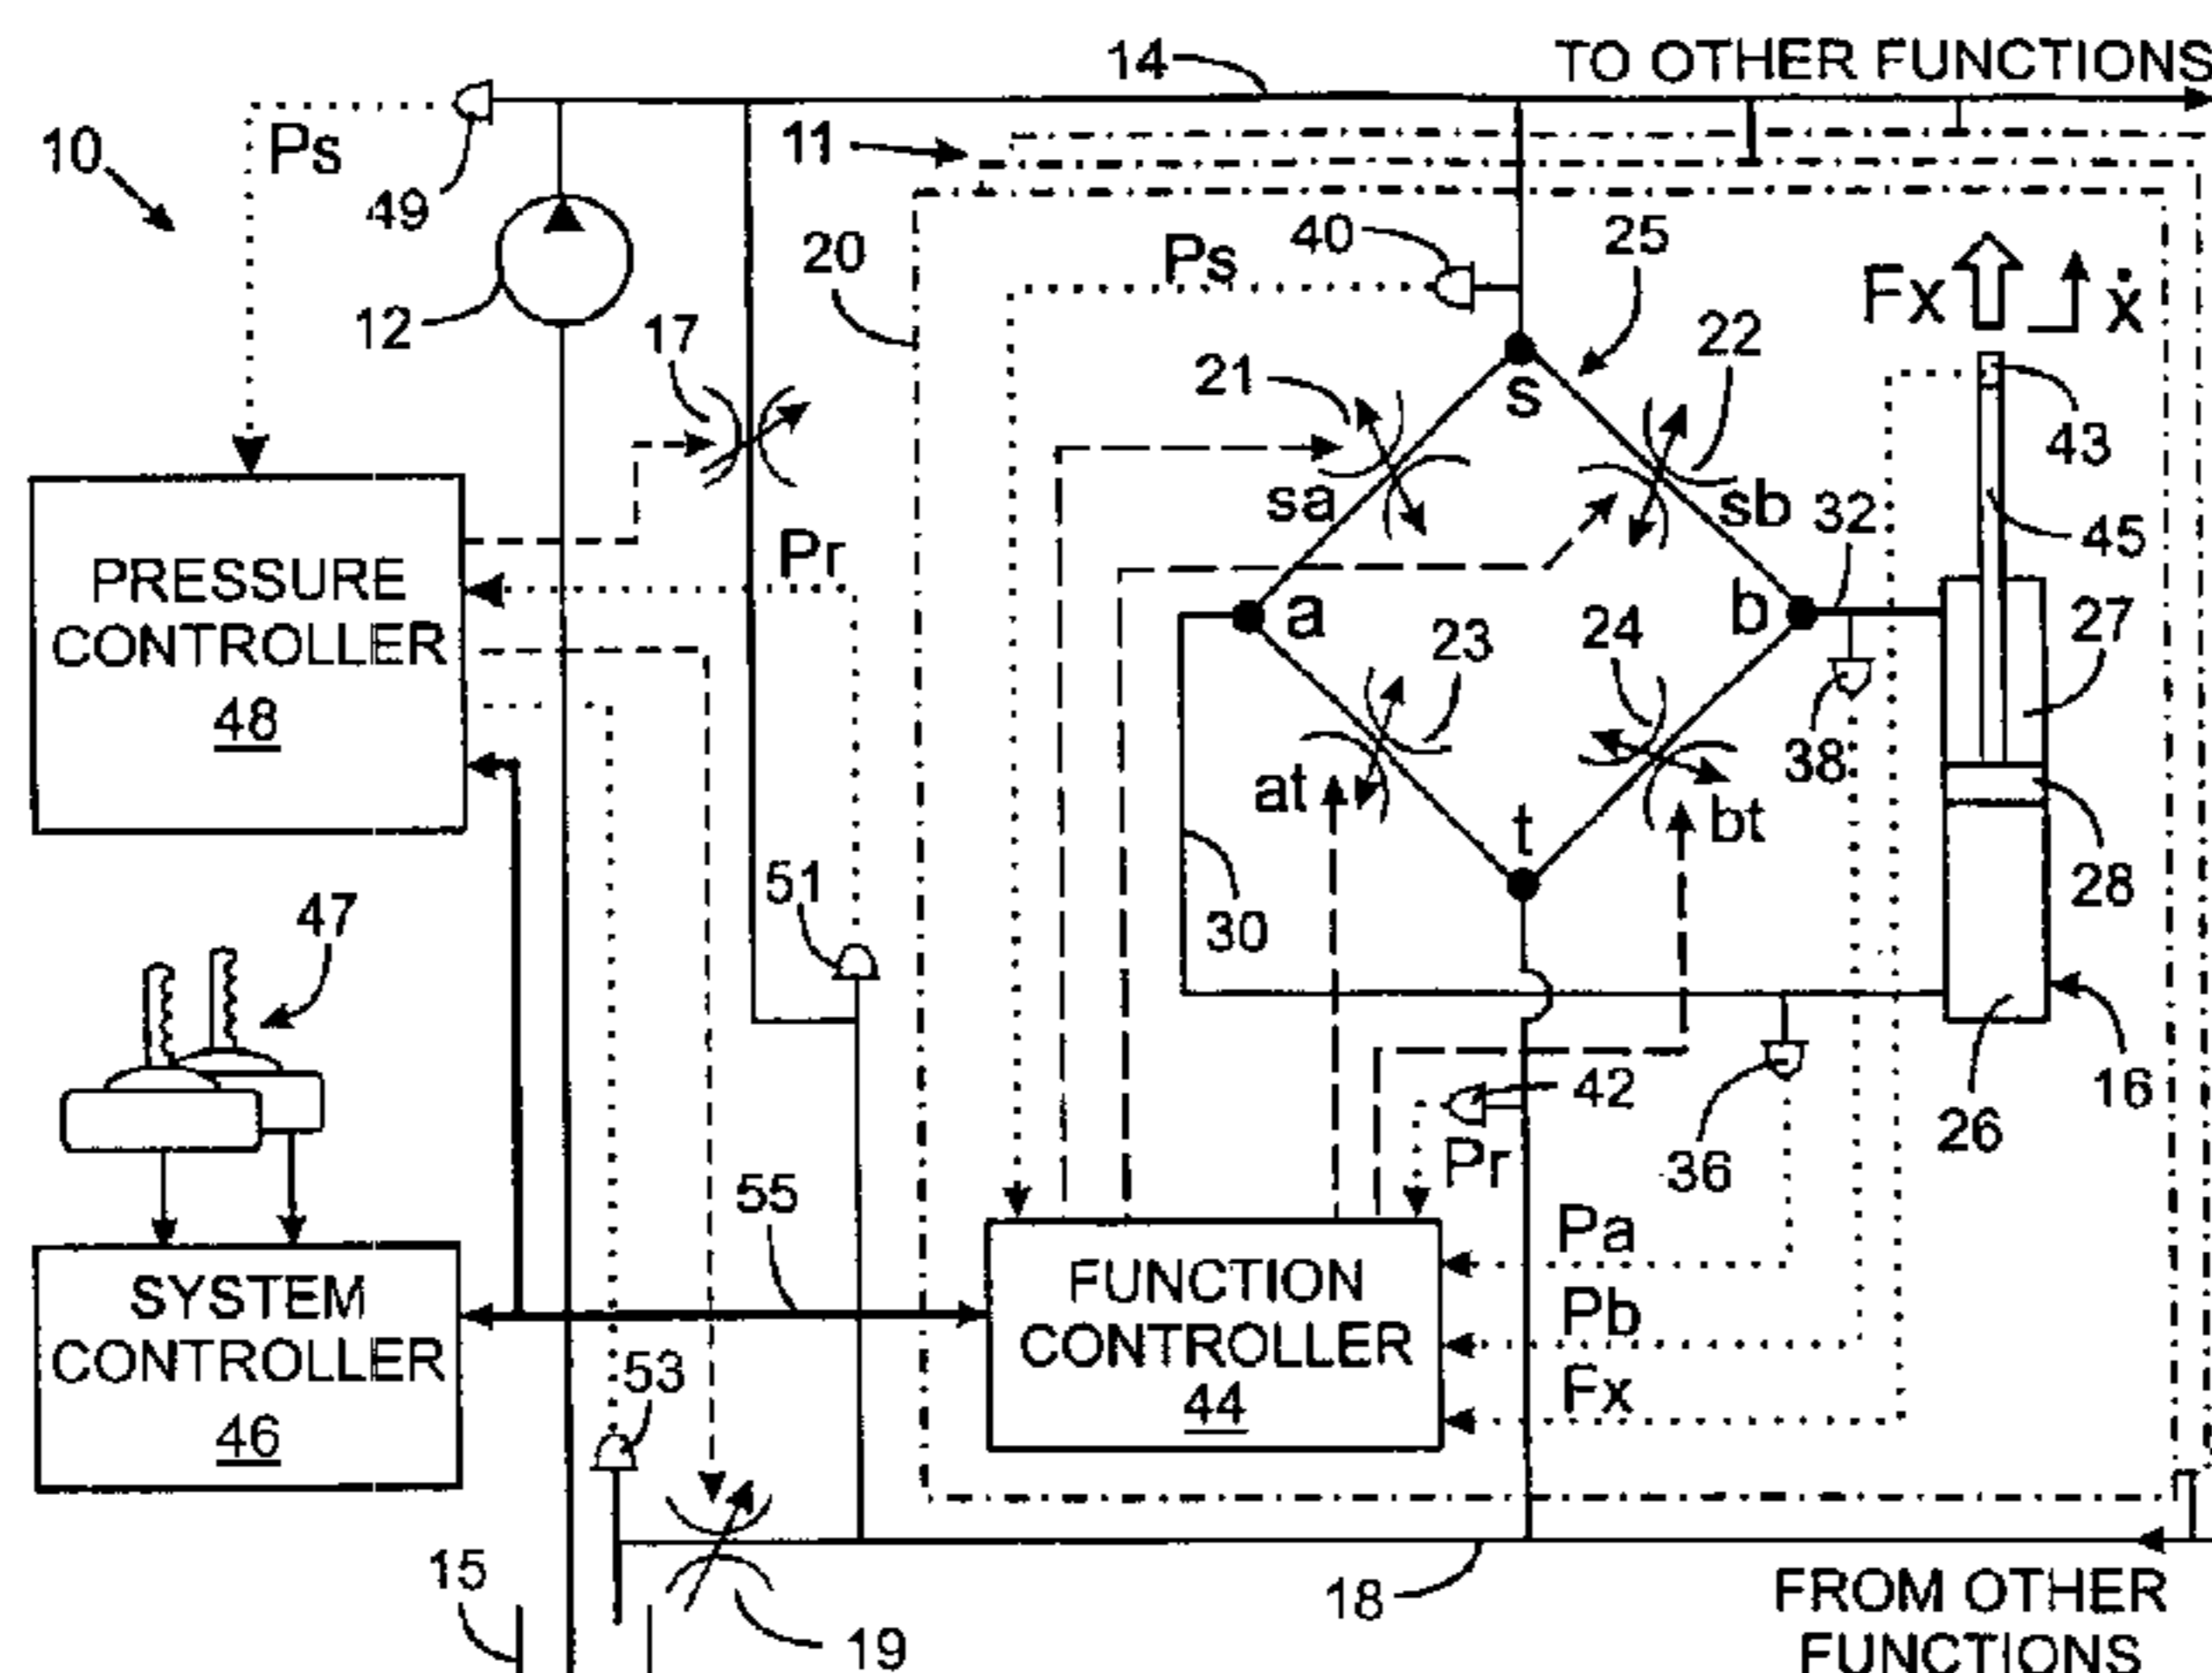 14
TO OTHER FUNCTIONS
10
Ps
49
11
12
20
17
Ps
40
25
Fx
ẋ
21
22
s
43
sa
sb
32
45
PRESSURE
CONTROLLER
48
Pr
a
b
23
24
27
38
at
bt
t
28
47
51
30
42
Pr
36
26
16
55
Pa
Pb
Fx
SYSTEM
CONTROLLER
46
FUNCTION
CONTROLLER
44
53
15
19
18
FROM OTHER
FUNCTIONS